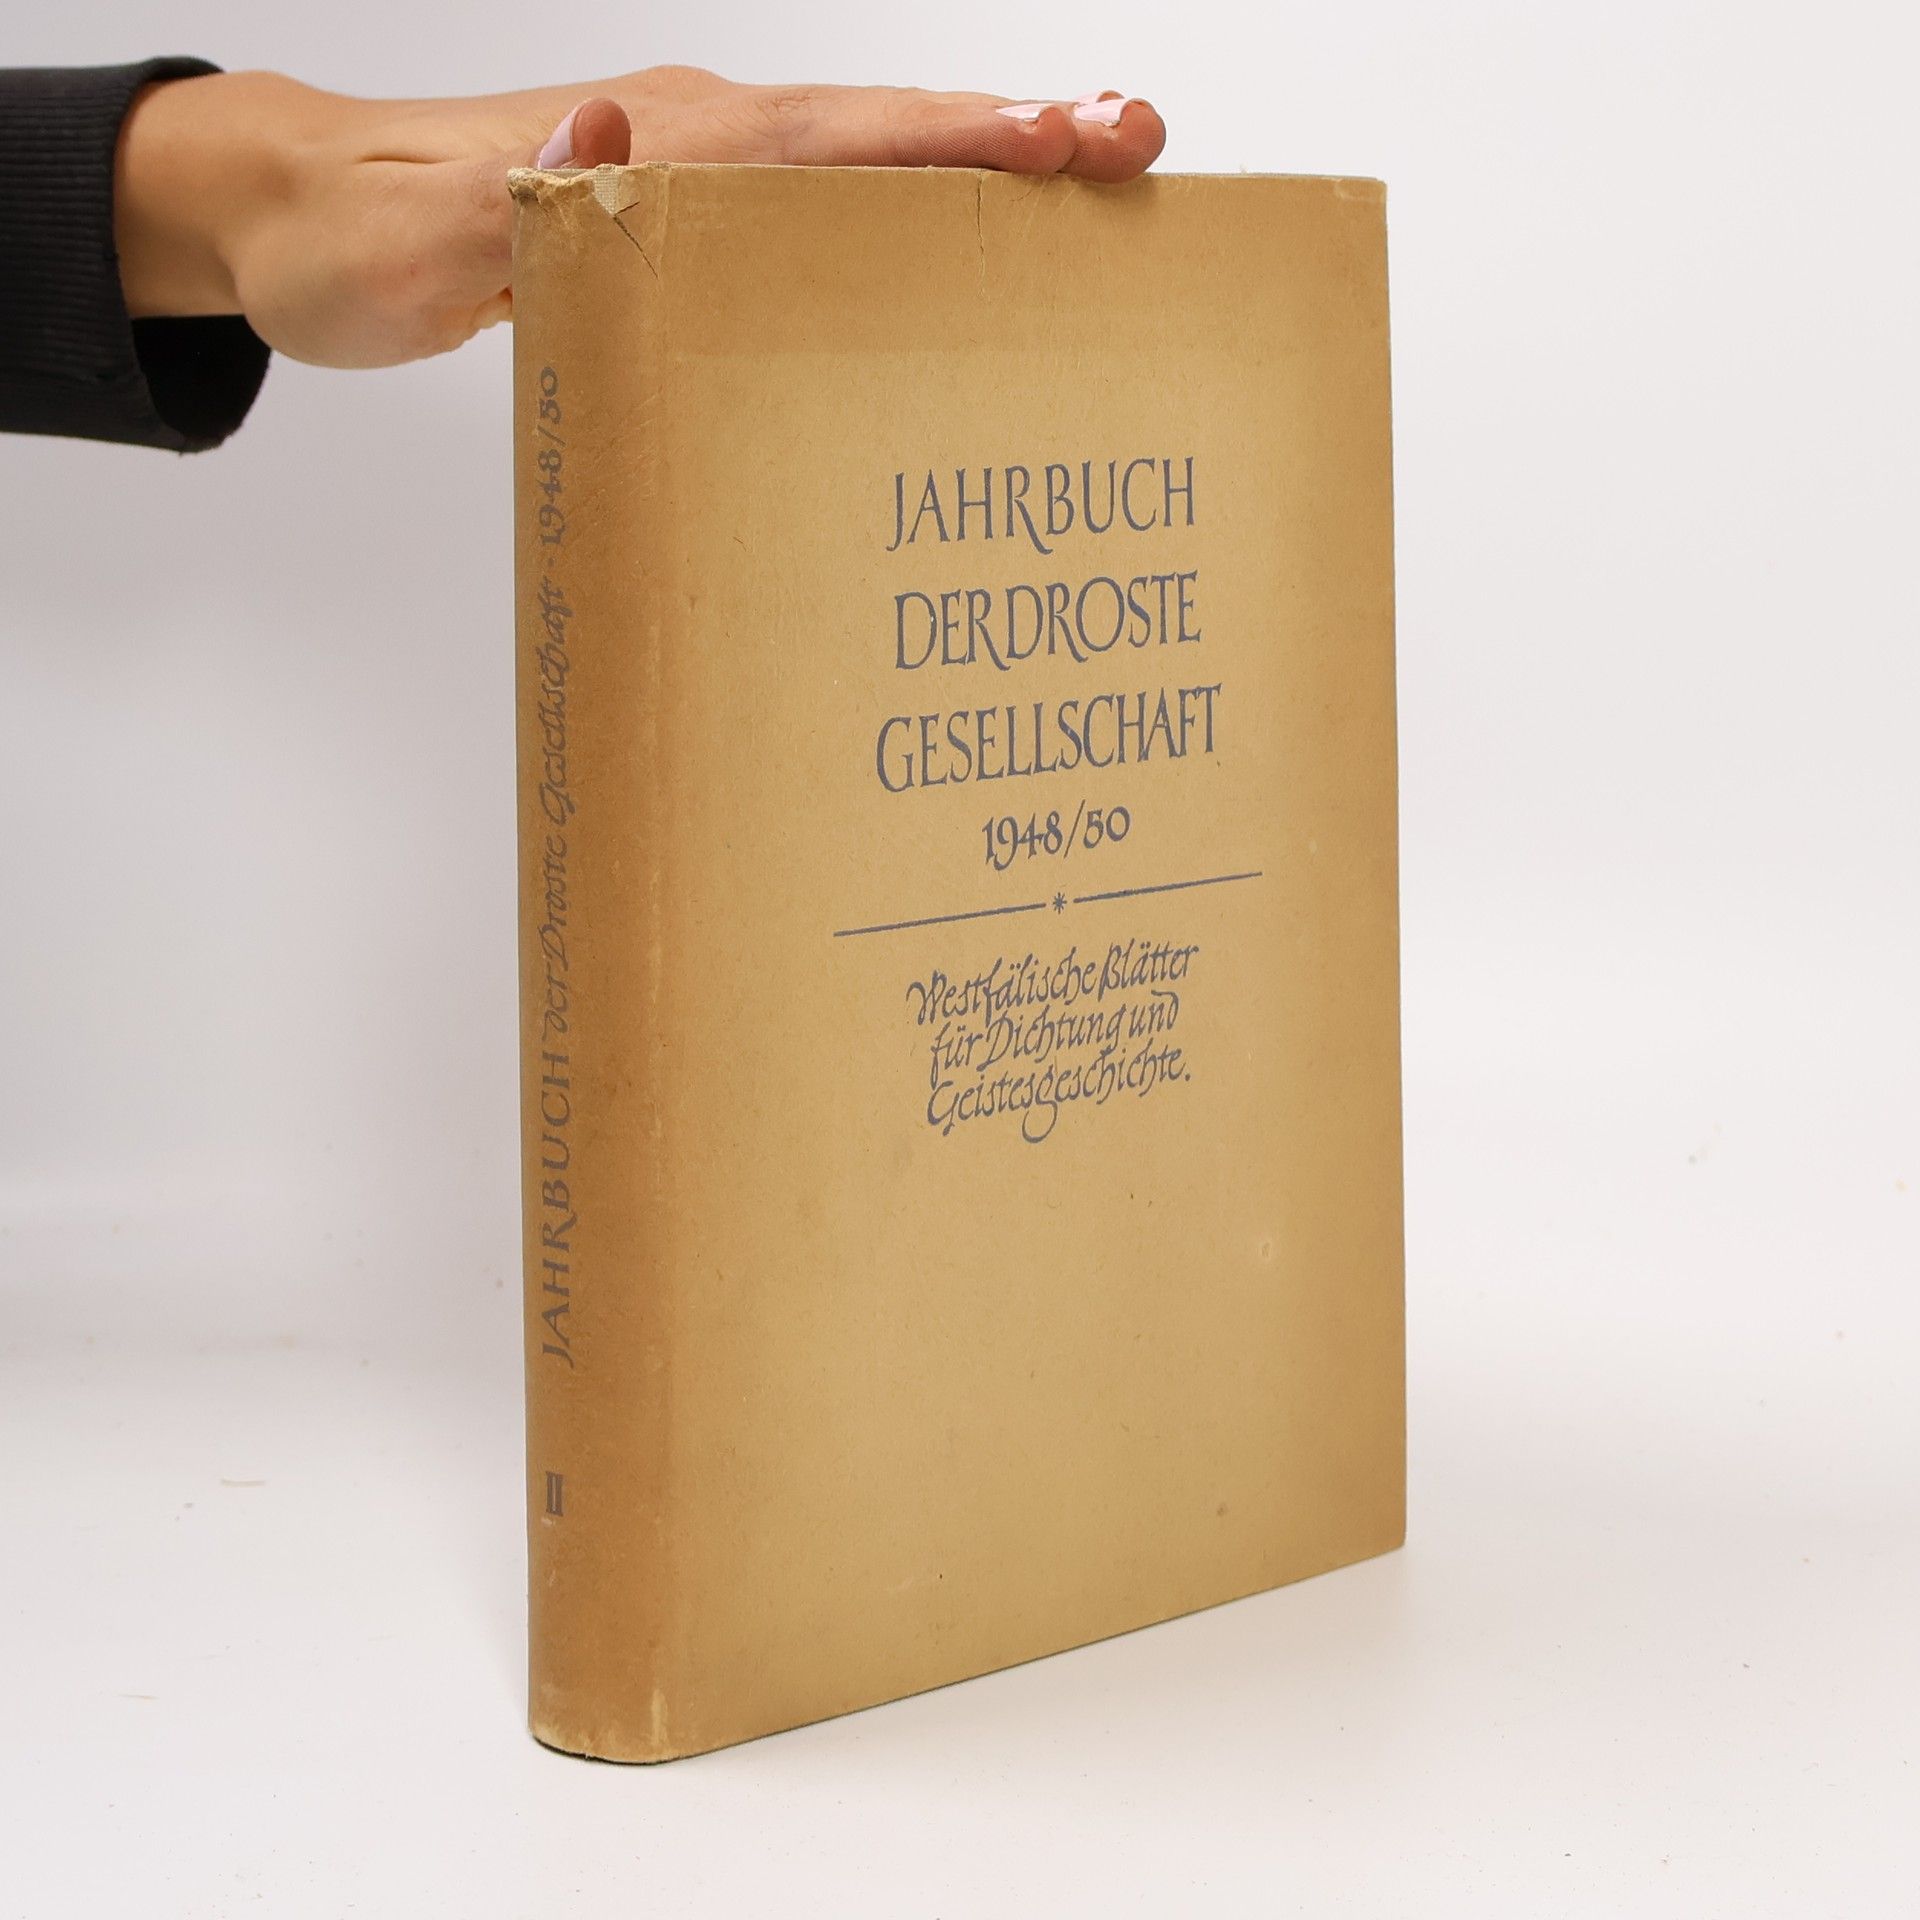 JAHRBUCH
DER DROSTE
GESELLSCHAFT
1948/50
Westfälische Blätter
für Dichtung und
Geistesgeschichte.
JAHRBUCH der Droste Gesellschaft · 1948/50
II